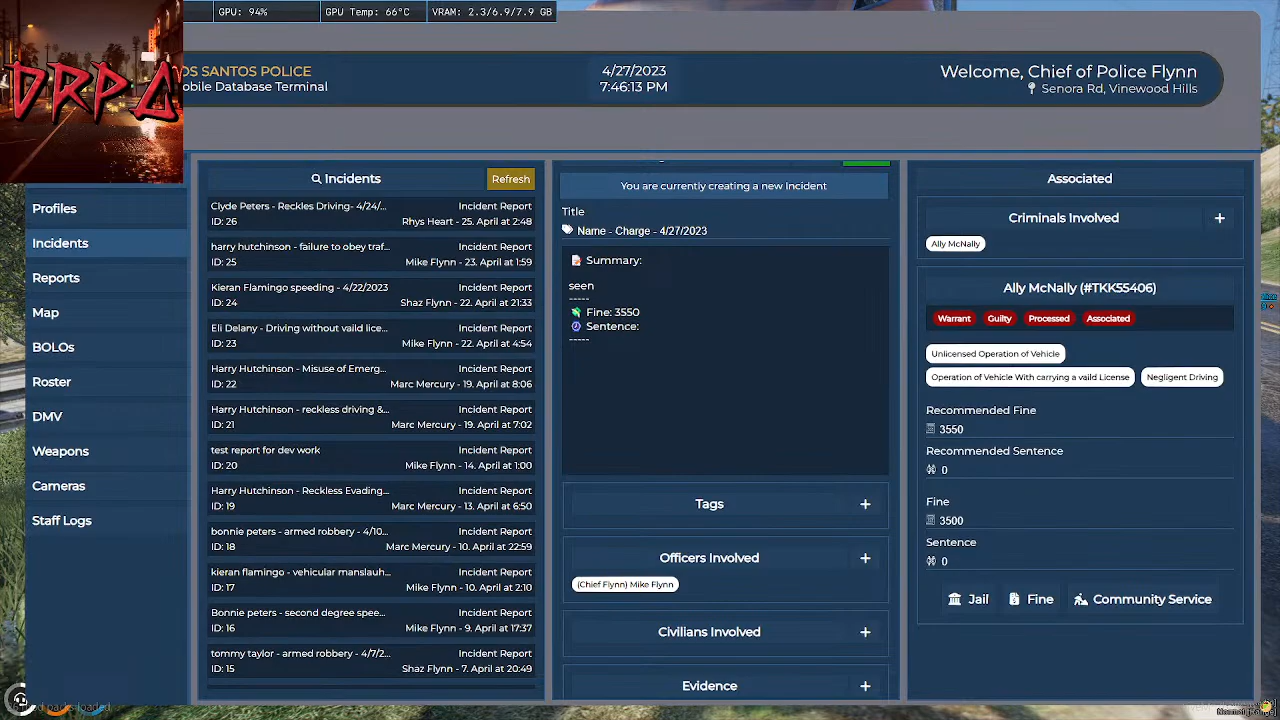 GPU: 94%
GPU Temp: 66°C
VRAM: 2.3/6.9/7.9 GB
DRPA
OS SANTOS POLICE
obile Database Terminal
4/27/2023
7:46:13 PM
Welcome, Chief of Police Flynn
Senora Rd, Vinewood Hills
Profiles
Incidents
Reports
Map
BOLOs
Roster
DMV
Weapons
Cameras
Staff Logs
Incidents
Refresh
Clyde Peters - Reckles Driving- 4/24/... Incident Report
ID: 26 Rhys Heart - 25. April at 2:48
harry hutchinson - failure to obey traf... Incident Report
ID: 25 Mike Flynn - 23. April at 1:59
Kieran Flamingo speeding - 4/22/2023 Incident Report
ID: 24 Shaz Flynn - 22. April at 21:33
Eli Delany - Driving without vaild lice... Incident Report
ID: 23 Mike Flynn - 22. April at 4:54
Harry Hutchinson - Misuse of Emerg... Incident Report
ID: 22 Marc Mercury - 19. April at 8:06
Harry Hutchinson - reckless driving &... Incident Report
ID: 21 Marc Mercury - 19. April at 7:02
test report for dev work Incident Report
ID: 20 Mike Flynn - 14. April at 1:00
Harry Hutchinson - Reckless Evading... Incident Report
ID: 19 Marc Mercury - 13. April at 6:50
bonnie peters - armed robbery - 4/10... Incident Report
ID: 18 Marc Mercury - 10. April at 22:59
kieran flamingo - vehicular manslauh... Incident Report
ID: 17 Mike Flynn - 10. April at 2:10
Bonnie peters - second degree spee... Incident Report
ID: 16 Mike Flynn - 9. April at 17:37
tommy taylor - armed robbery - 4/7/2... Incident Report
ID: 15 Shaz Flynn - 7. April at 20:49
You are currently creating a new incident
Title
Name - Charge - 4/27/2023
Summary:
seen
-----
Fine: 3550
Sentence:
-----
Tags +
Officers Involved +
(Chief Flynn) Mike Flynn
Civilians Involved +
Evidence +
Associated
Criminals Involved +
Ally McNally
Ally McNally (#TKK55406)
Warrant Guilty Processed Associated
Unlicensed Operation of Vehicle
Operation of Vehicle With carrying a vaild License Negligent Driving
Recommended Fine
3550
Recommended Sentence
0
Fine
3500
Sentence
0
Jail Fine Community Service